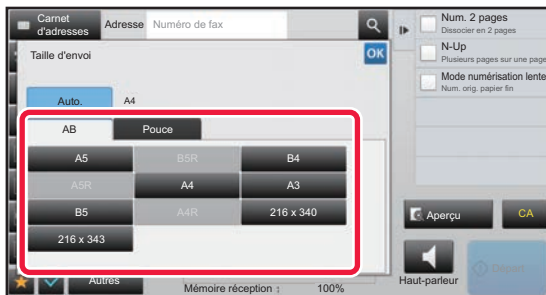 Carnet
d'adresses
Adresse
Numéro de fax
Taille d'envoi
OK
Auto.
A4
AB
Pouce
A5
B5R
B4
A5R
A4
A3
B5
A4R
216 x 340
216 x 343
Autres
Mémoire réception :
100%
Num. 2 pages
Dissocier en 2 pages
N-Up
Plusieurs pages sur une page
Mode numérisation lente
Num. orig. papier fin
Aperçu
CA
Haut-parleur
Départ